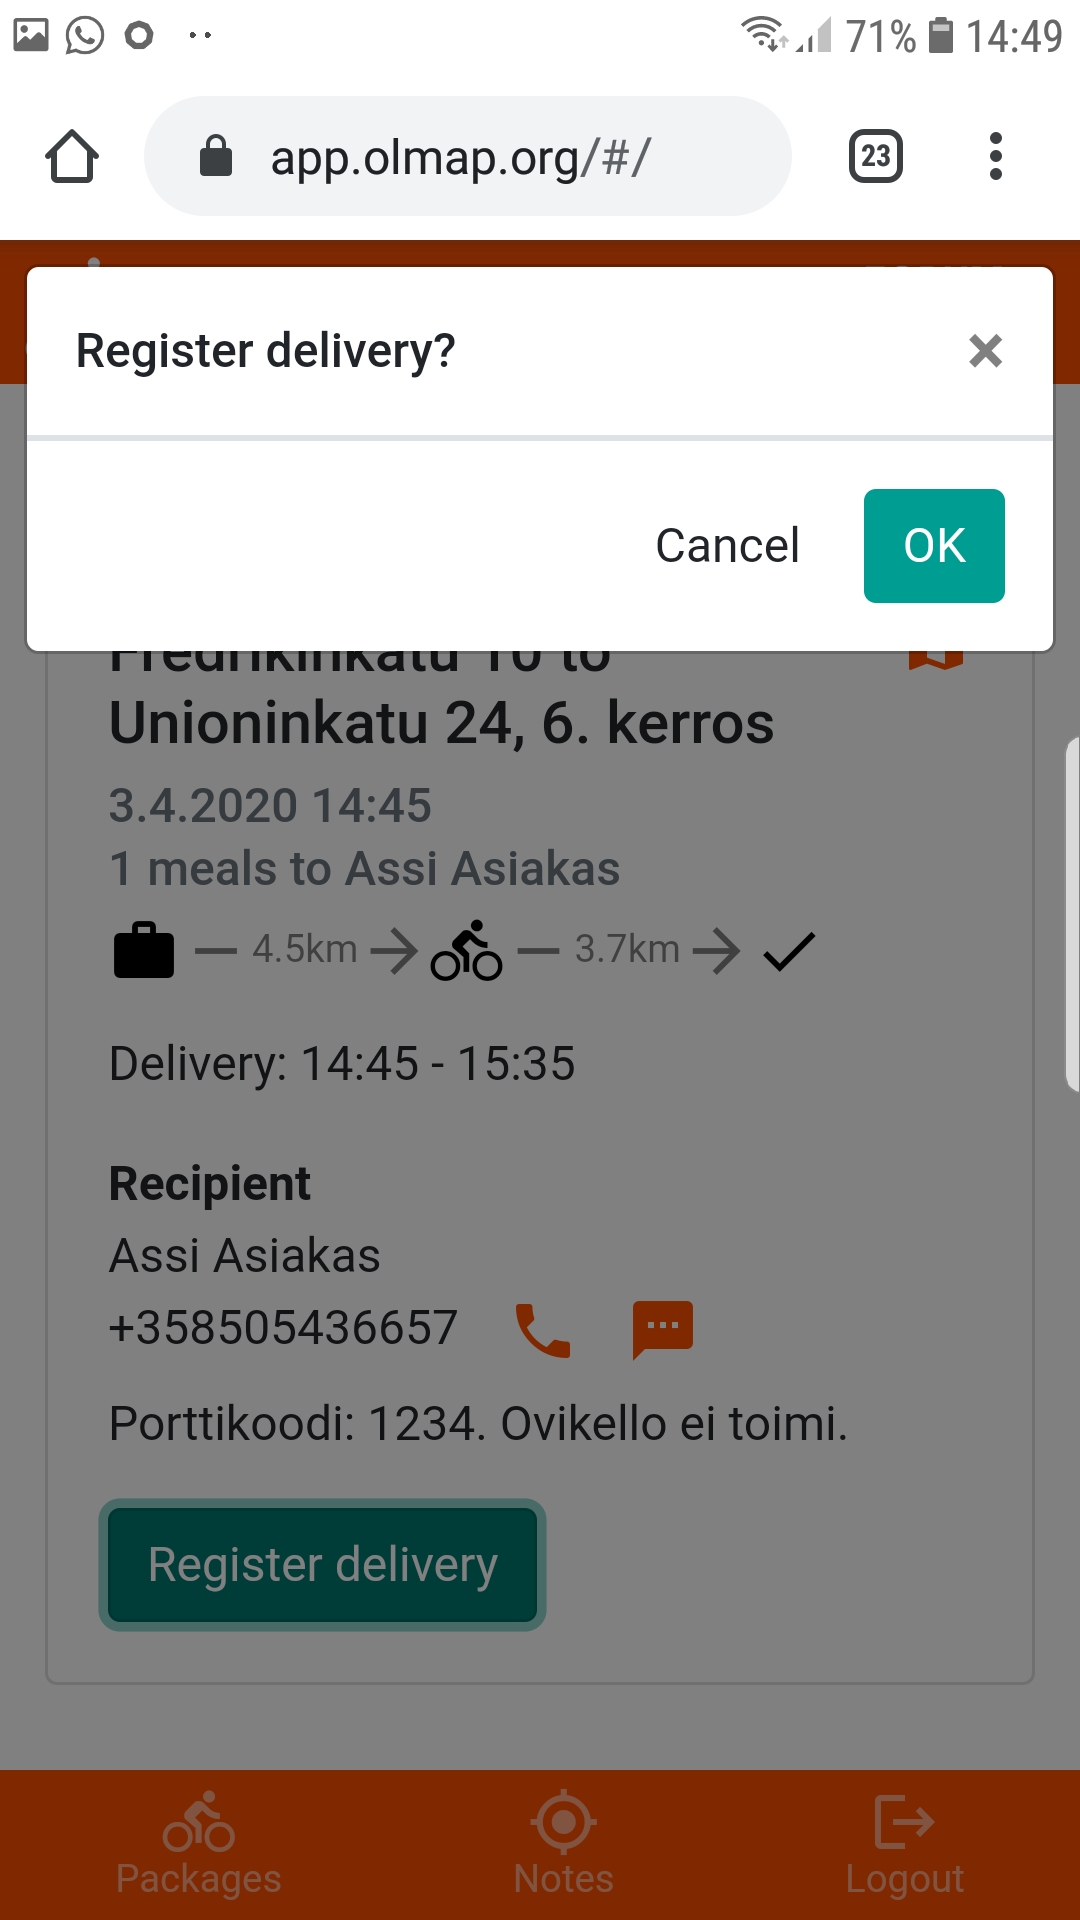 71% 14:49
app.olmap.org/#/
23
Register delivery?
Cancel
OK
Fredrikinkatu 10 to
Unioninkatu 24, 6. kerros
3.4.2020 14:45
1 meals to Assi Asiakas
4.5km 3.7km
Delivery: 14:45 - 15:35
Recipient
Assi Asiakas
+358505436657
Porttikoodi: 1234. Ovikello ei toimi.
Register delivery
Packages
Notes
Logout